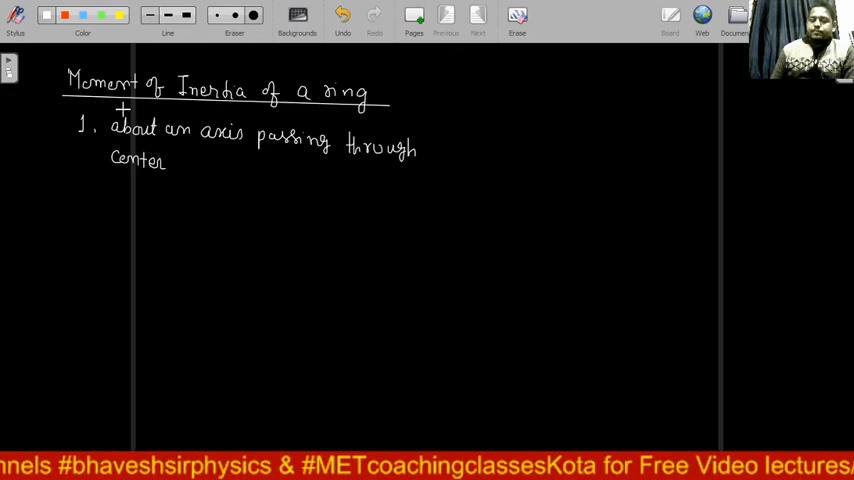 Stylus
Color
Line
Eraser
Backgrounds
Undo
Pages
Previous
Next
Erase
Board
Web
Documen
Moment of Inertia of a ring
1. about an axis passing through
center
nnels #bhaveshsirphysics & #METcoachingclassesKota for Free Video lectures/